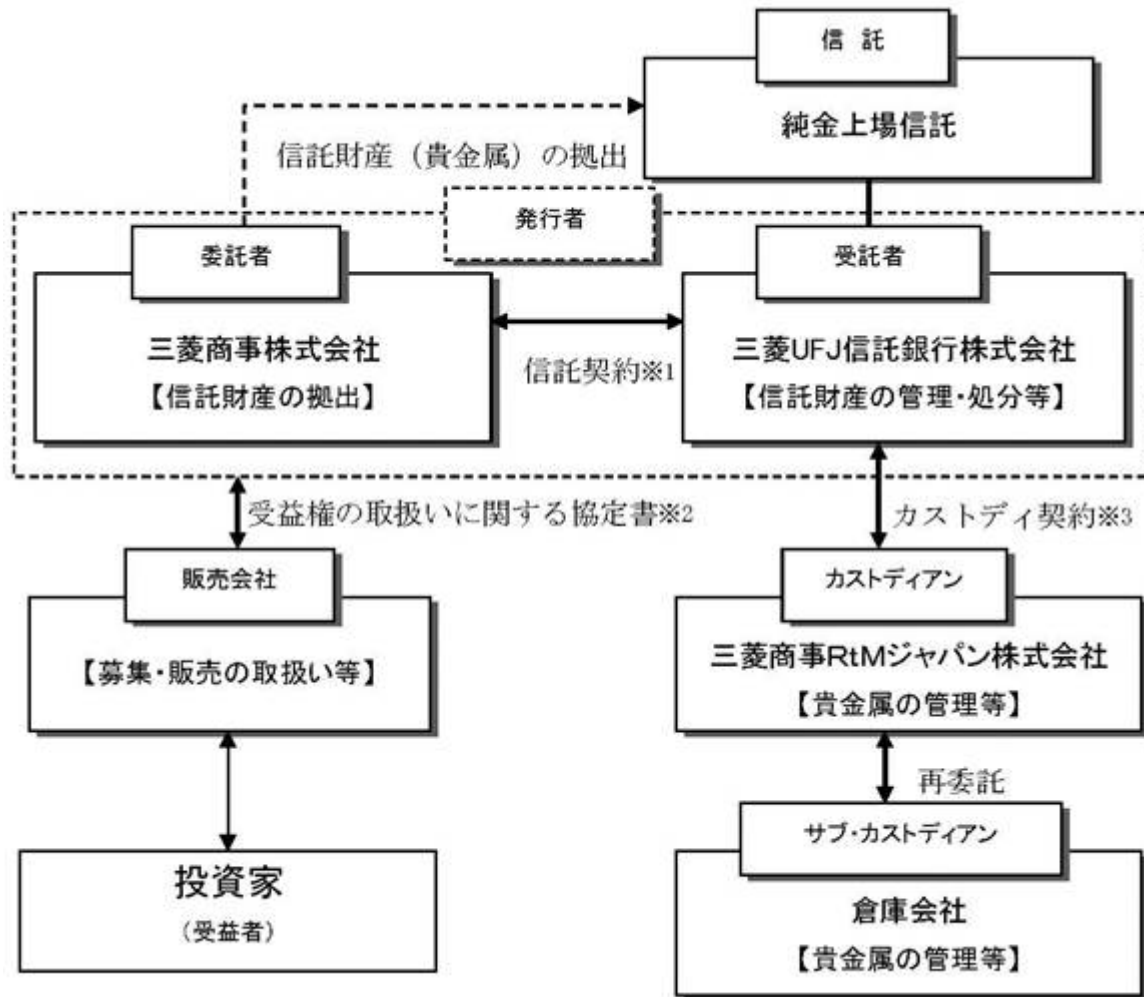 信 託
純金上場信託
信託財産（貴金属）の拠出
発行者
委託者
三菱商事株式会社
【信託財産の拠出】
信託契約※1
受託者
三菱UFJ信託銀行株式会社
【信託財産の管理･処分等】
受益権の取扱いに関する協定書※2
カストディ契約※3
販売会社
【募集･販売の取扱い等】
カストディアン
三菱商事RtMジャパン株式会社
【貴金属の管理等】
再委託
投資家
(受益者)
サブ･カストディアン
倉庫会社
【貴金属の管理等】